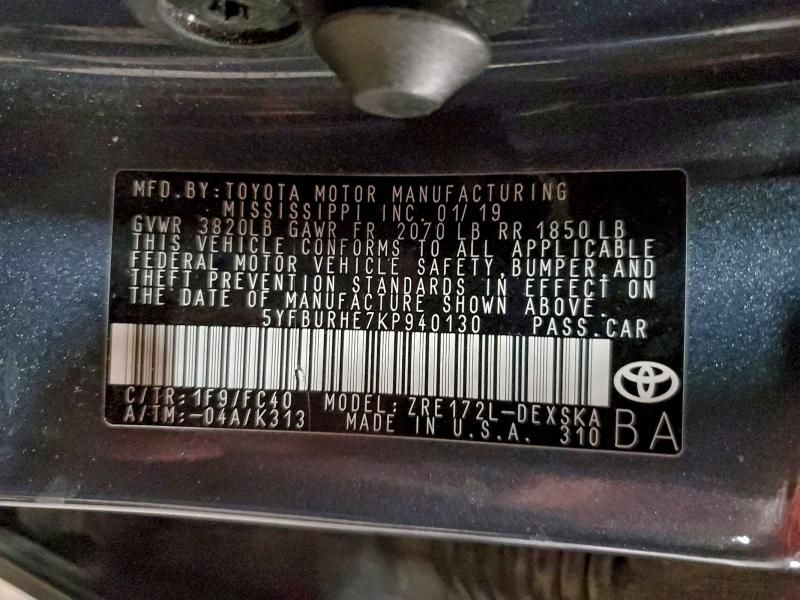 MFD. BY: TOYOTA MOTOR MANUFACTURING
MISSISSIPPI INC. 01/19
GVWR 3820LB GAWR FR 2070 LB RR 1850 LB
THIS VEHICLE CONFORMS TO ALL APPLICABLE
FEDERAL MOTOR VEHICLE SAFETY, BUMPER, AND
THEFT PREVENTION STANDARDS IN EFFECT ON
THE DATE OF MANUFACTURE SHOWN ABOVE.
5YFBURHE7KP940130 PASS.CAR
C/TR: 1F9/FC40 MODEL: ZRE172L-DEXSKA
A/TM: -04A/K313 MADE IN U.S.A. 310 BA